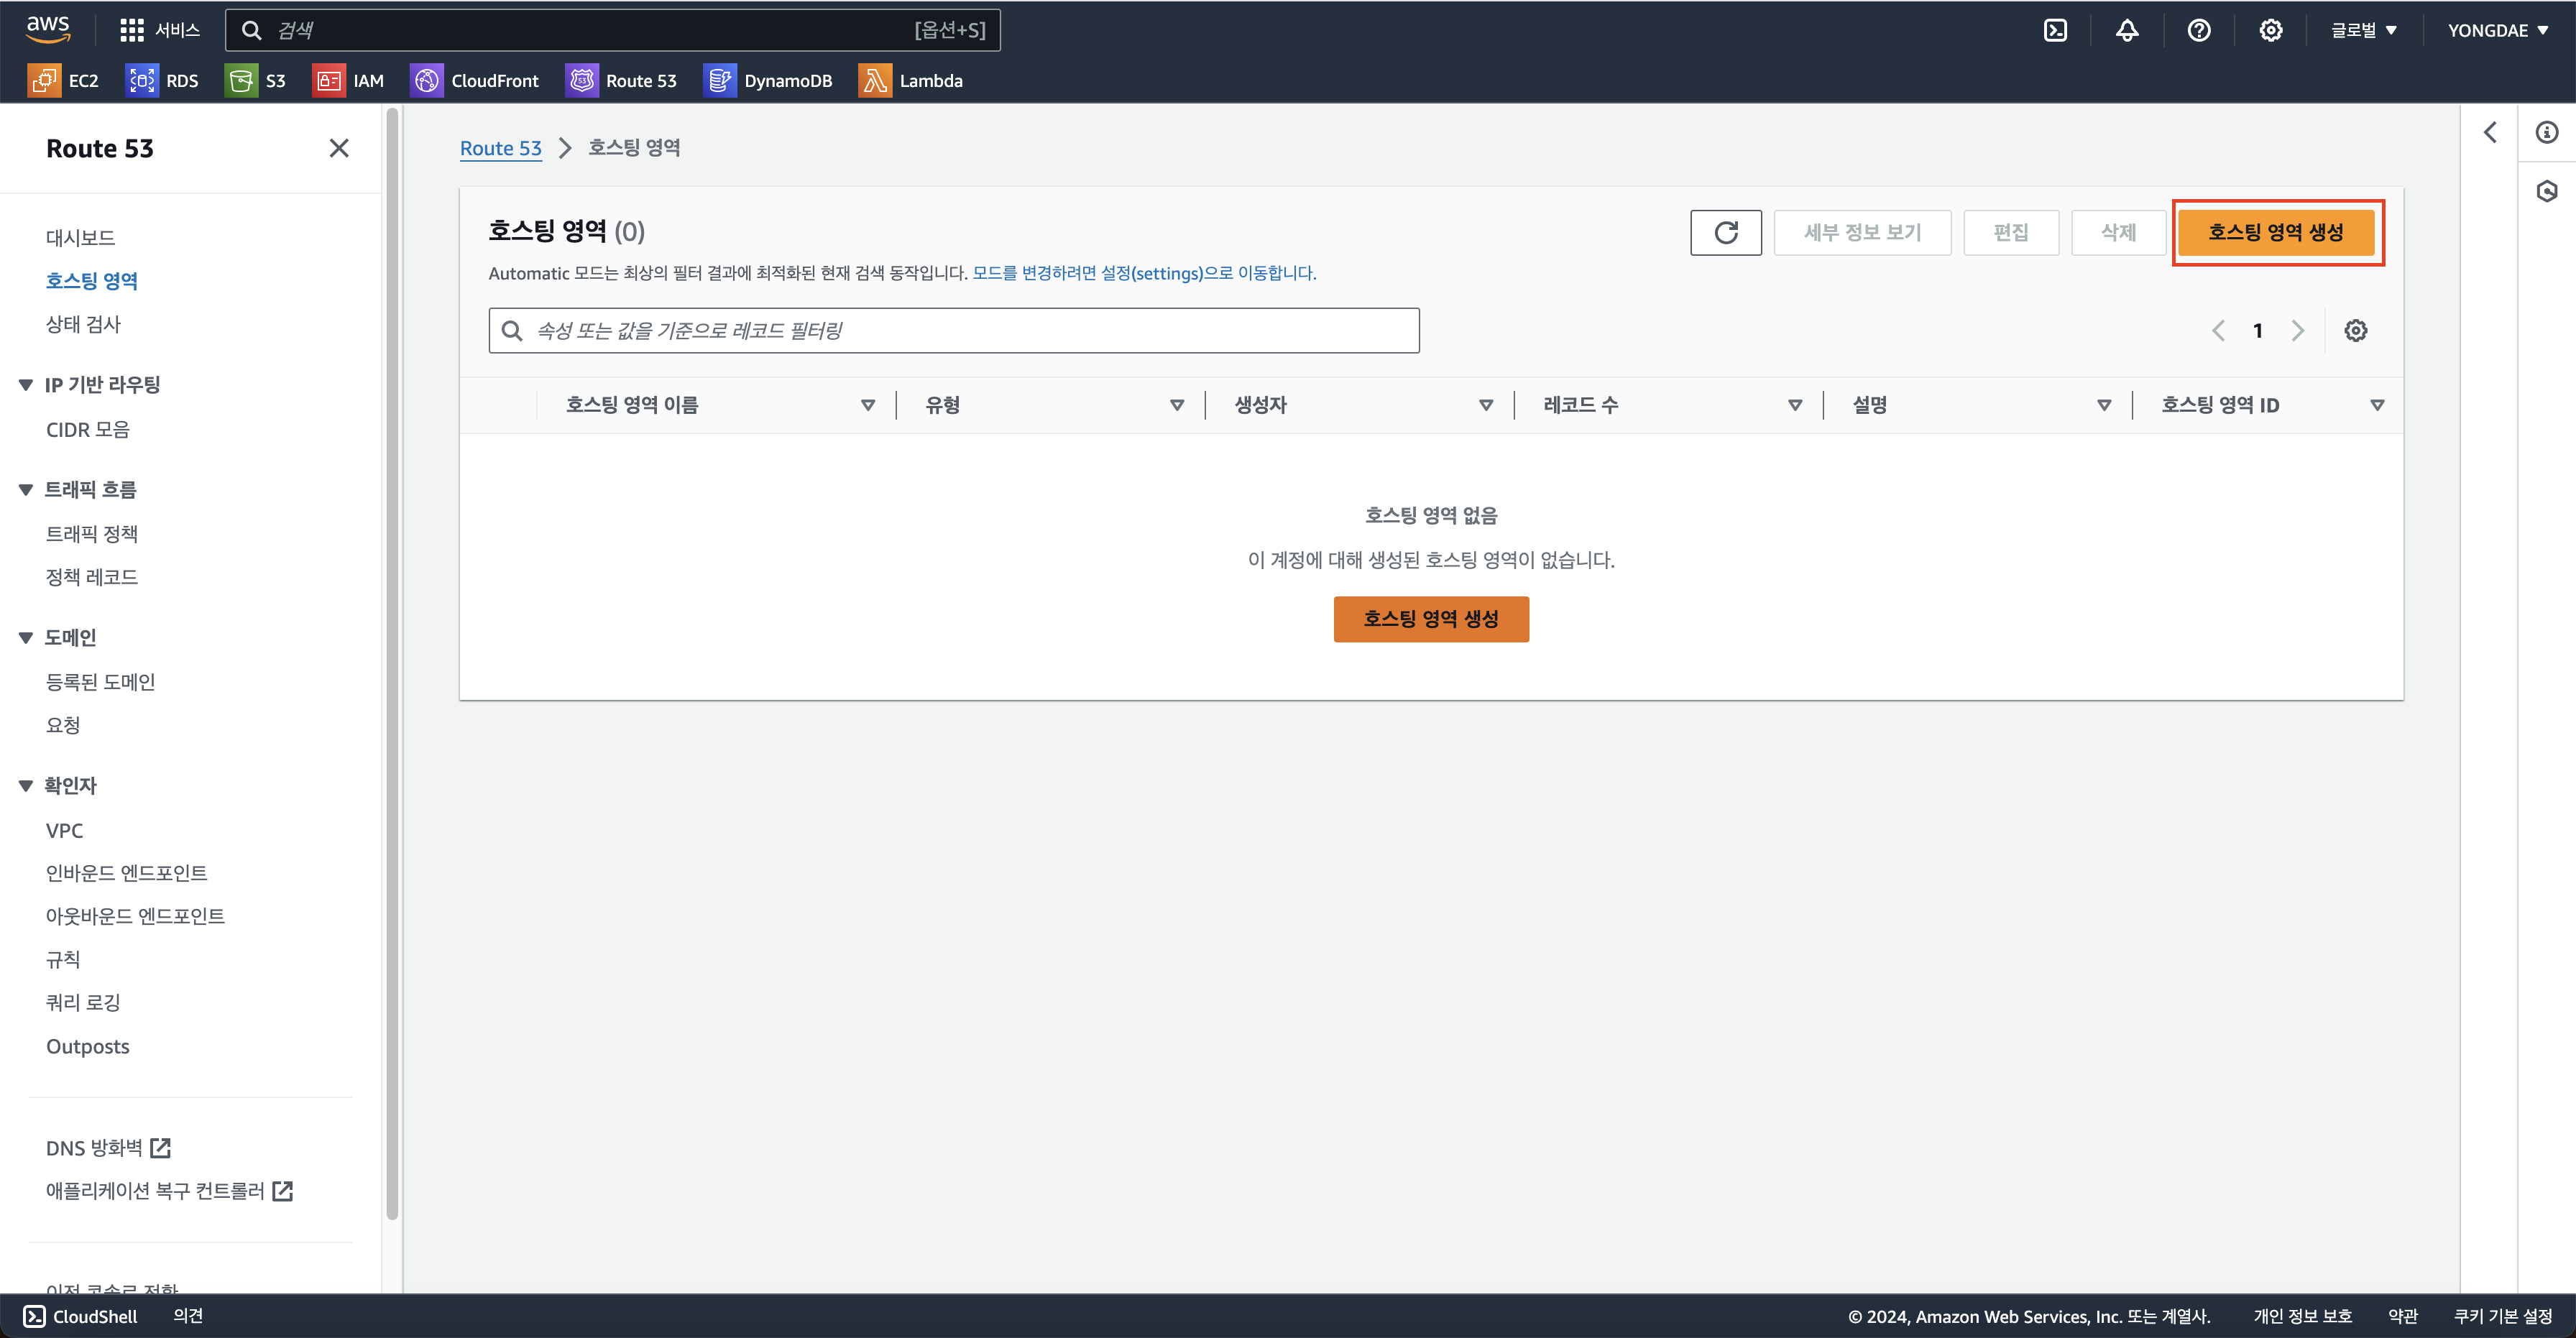 aws 서비스 검색 [옵션+S] 글로벌 YONGDAE
EC2 RDS S3 IAM CloudFront Route 53 DynamoDB Lambda
Route 53
대시보드
호스팅 영역
상태 검사
IP 기반 라우팅
CIDR 모음
트래픽 흐름
트래픽 정책
정책 레코드
도메인
등록된 도메인
요청
확인자
VPC
인바운드 엔드포인트
아웃바운드 엔드포인트
규칙
쿼리 로깅
Outposts
DNS 방화벽
애플리케이션 복구 컨트롤러
이전 콘솔로 전환
Route 53 호스팅 영역
호스팅 영역 (0)
세부 정보 보기 편집 삭제 호스팅 영역 생성
Automatic 모드는 최상의 필터 결과에 최적화된 현재 검색 동작입니다. 모드를 변경하려면 설정(settings)으로 이동합니다.
속성 또는 값을 기준으로 레코드 필터링
1
호스팅 영역 이름 유형 생성자 레코드 수 설명 호스팅 영역 ID
호스팅 영역 없음
이 계정에 대해 생성된 호스팅 영역이 없습니다.
호스팅 영역 생성
CloudShell 의견 © 2024, Amazon Web Services, Inc. 또는 계열사. 개인 정보 보호 약관 쿠키 기본 설정